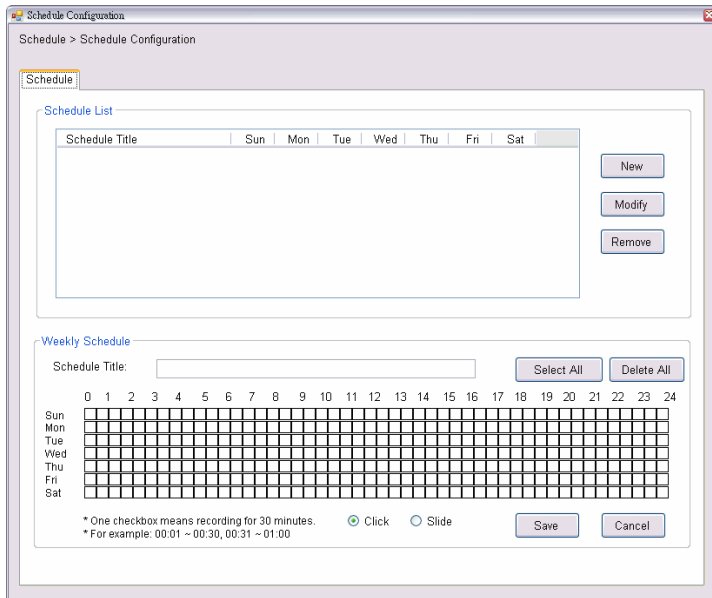 Schedule Configuration
Schedule > Schedule Configuration
Schedule
Schedule List
Schedule Title Sun Mon Tue Wed Thu Fri Sat
New
Modify
Remove
Weekly Schedule
Schedule Title:
Select All Delete All
0 1 2 3 4 5 6 7 8 9 10 11 12 13 14 15 16 17 18 19 20 21 22 23 24
Sun
Mon
Tue
Wed
Thu
Fri
Sat
* One checkbox means recording for 30 minutes. Click Slide Save Cancel
* For example: 00:01 ~ 00:30, 00:31 ~ 01:00